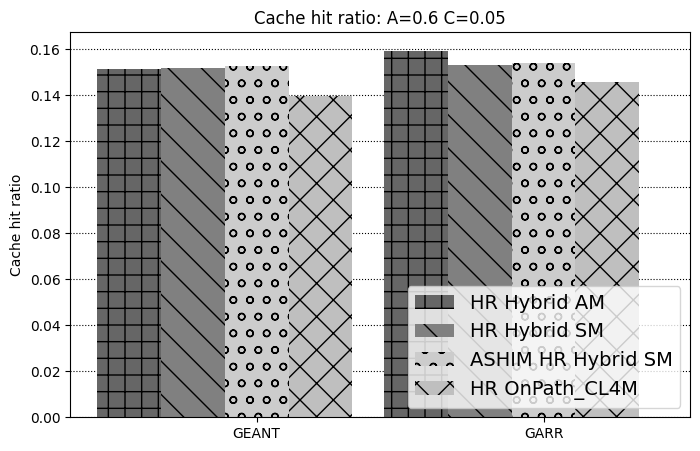 Cache hit ratio: A=0.6 C=0.05
Cache hit ratio
0.16
0.14
0.12
0.10
0.08
0.06
0.04
0.02
0.00
HR Hybrid AM
HR Hybrid SM
ASHIM HR Hybrid SM
HR OnPath_CL4M
GEANT
GARR